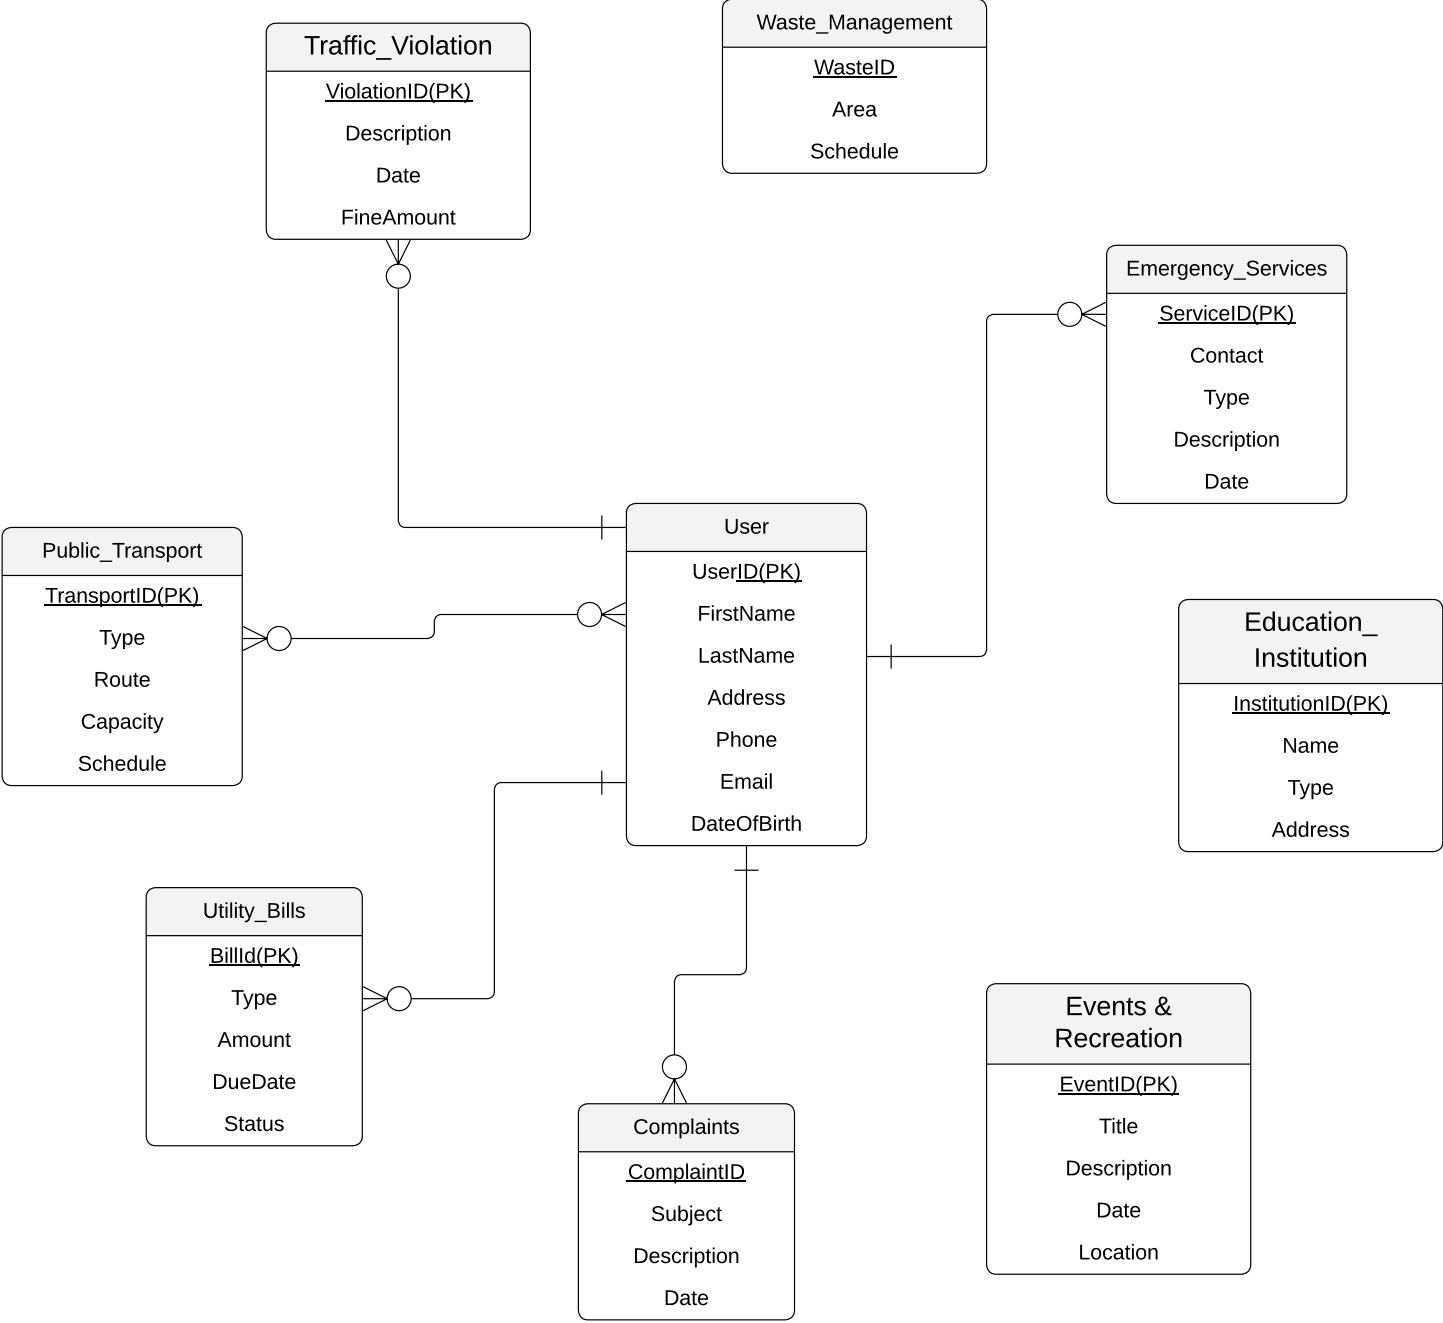 Traffic_Violation
ViolationID(PK)
Description
Date
FineAmount
Waste_Management
WasteID
Area
Schedule
Emergency_Services
ServiceID(PK)
Contact
Type
Description
Date
Public_Transport
TransportID(PK)
Type
Route
Capacity
Schedule
User
UserID(PK)
FirstName
LastName
Address
Phone
Email
DateOfBirth
Education_
Institution
InstitutionID(PK)
Name
Type
Address
Utility_Bills
BillId(PK)
Type
Amount
DueDate
Status
Complaints
ComplaintID
Subject
Description
Date
Events &
Recreation
EventID(PK)
Title
Description
Date
Location